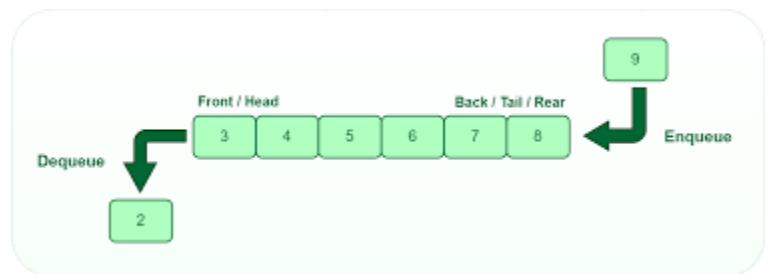 9
Front / Head
Back / Tail / Rear
3 4 5 6 7 8
Enqueue
Dequeue
2